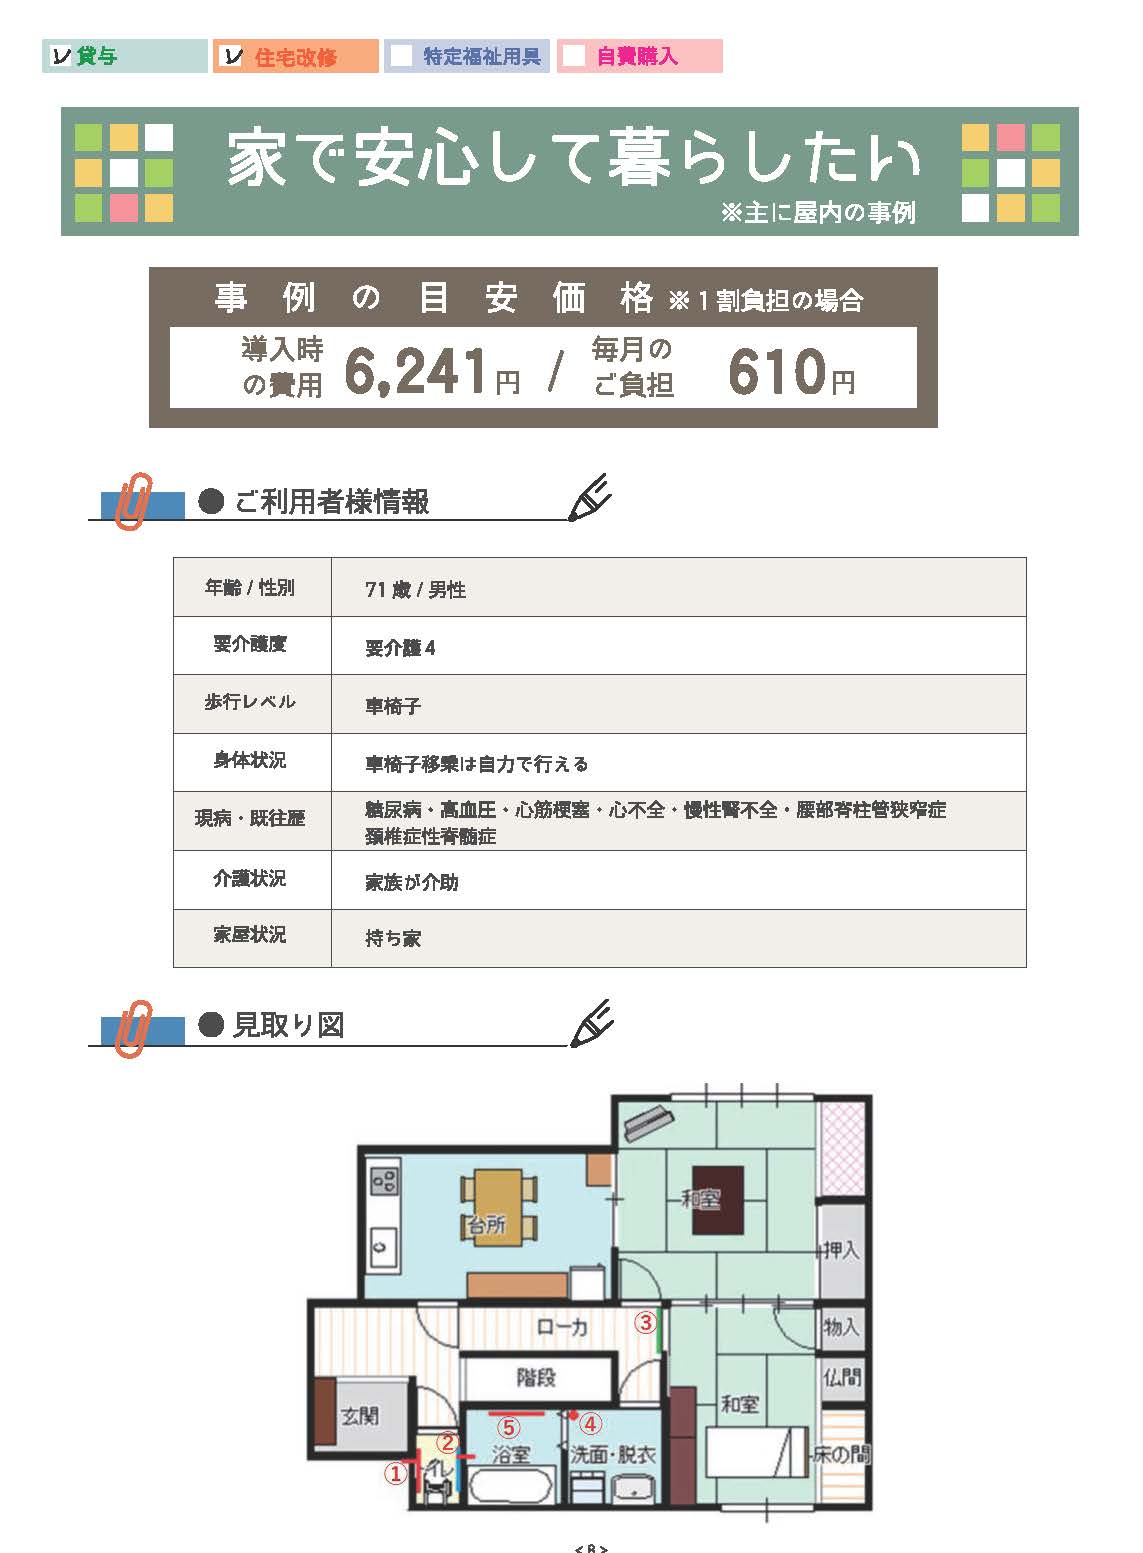 貸与 住宅改修 特定福祉用具 自費購入
家で安心して暮らしたい
※主に屋内の事例
事例の目安価格 ※1割負担の場合
導入時の費用 6,241円 / 毎月のご負担 610円
● ご利用者様情報
年齢 / 性別 71 歳 / 男性
要介護度 要介護 4
歩行レベル 車椅子
身体状況 車椅子移乗は自力で行える
現病・既往歴 糖尿病・高血圧・心筋梗塞・心不全・慢性腎不全・腰部脊柱管狭窄症
頚椎症性脊髄症
介護状況 家族が介助
家屋状況 持ち家
● 見取り図
和室
台所
押入
ローカ ③ 物入
階段 仏間
玄関 和室
② ⑤ ④
① イレ 浴室 洗面・脱衣 床の間
< 8 >